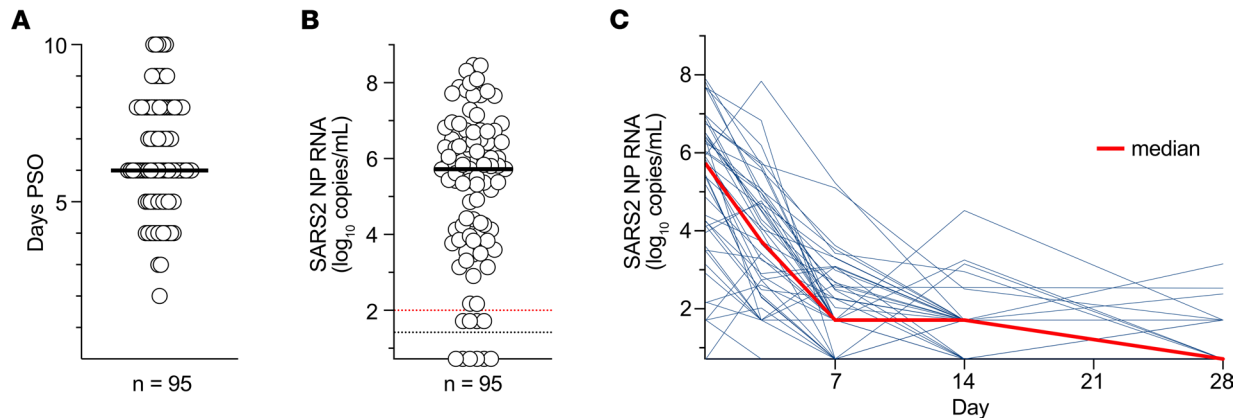 A
10
5
Days PSO
n = 95
B
8
6
4
2
SARS2 NP RNA
(log10 copies/mL)
n = 95
C
8
6
4
2
SARS2 NP RNA
(log10 copies/mL)
median
7
14
21
28
Day